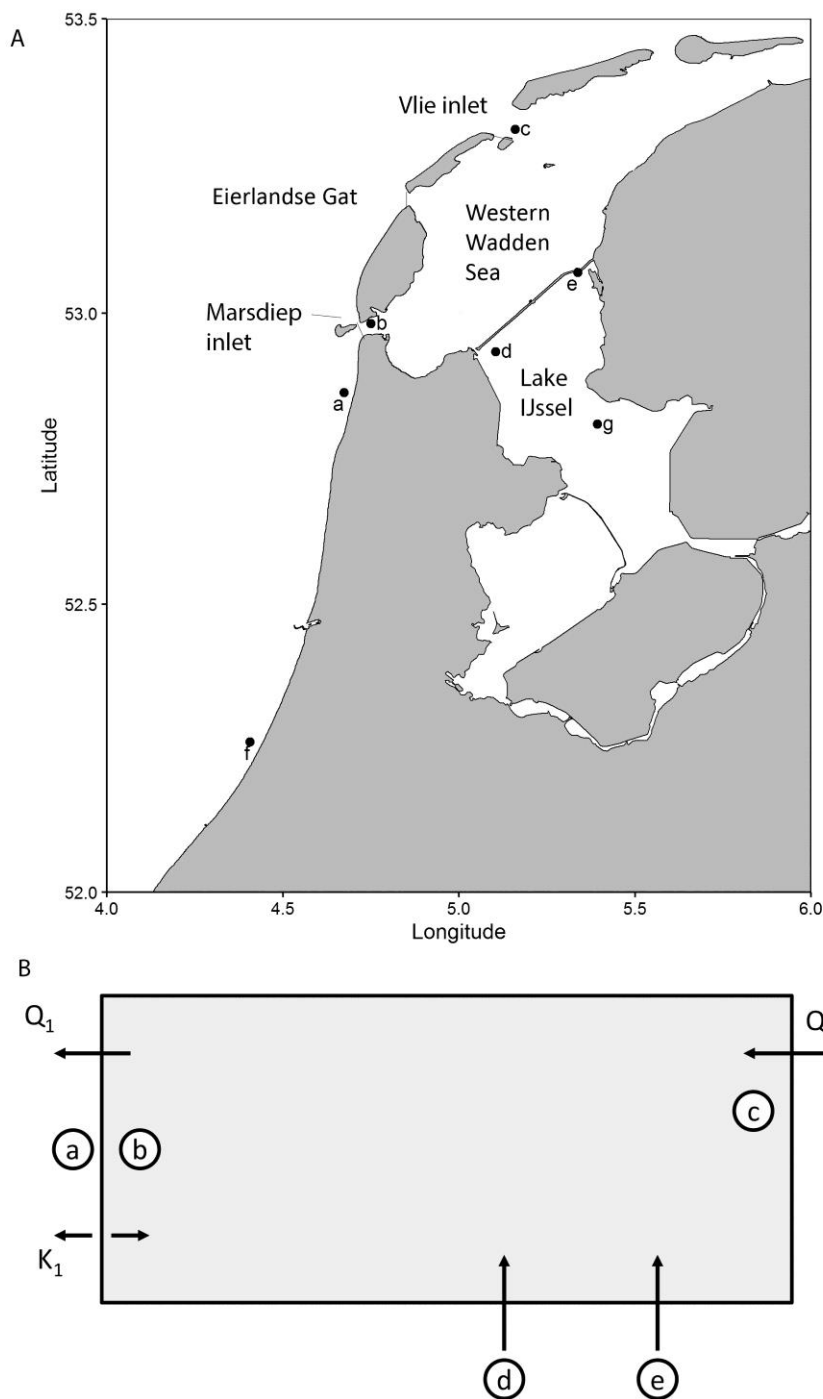 A
53.5
53.0
52.5
52.0
Latitude
4.0
4.5
5.0
5.5
6.0
Longitude
Vlie inlet
c
Eierlandse Gat
Western
Wadden
Sea
e
Marsdiep
inlet
b
d
a
Lake
IJssel
g
f
B
Q1
Q
a
b
c
K1
d
e